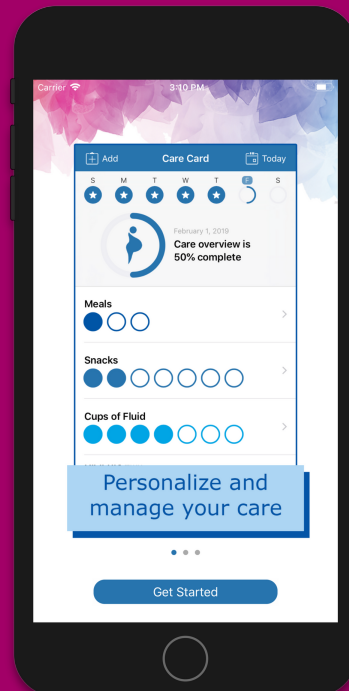 Carrier 3:10 PM
Add Care Card Today
S M T W T F S
February 1, 2019
Care overview is
50% complete
Meals
Snacks
Cups of Fluid
Personalize and
manage your care
Get Started